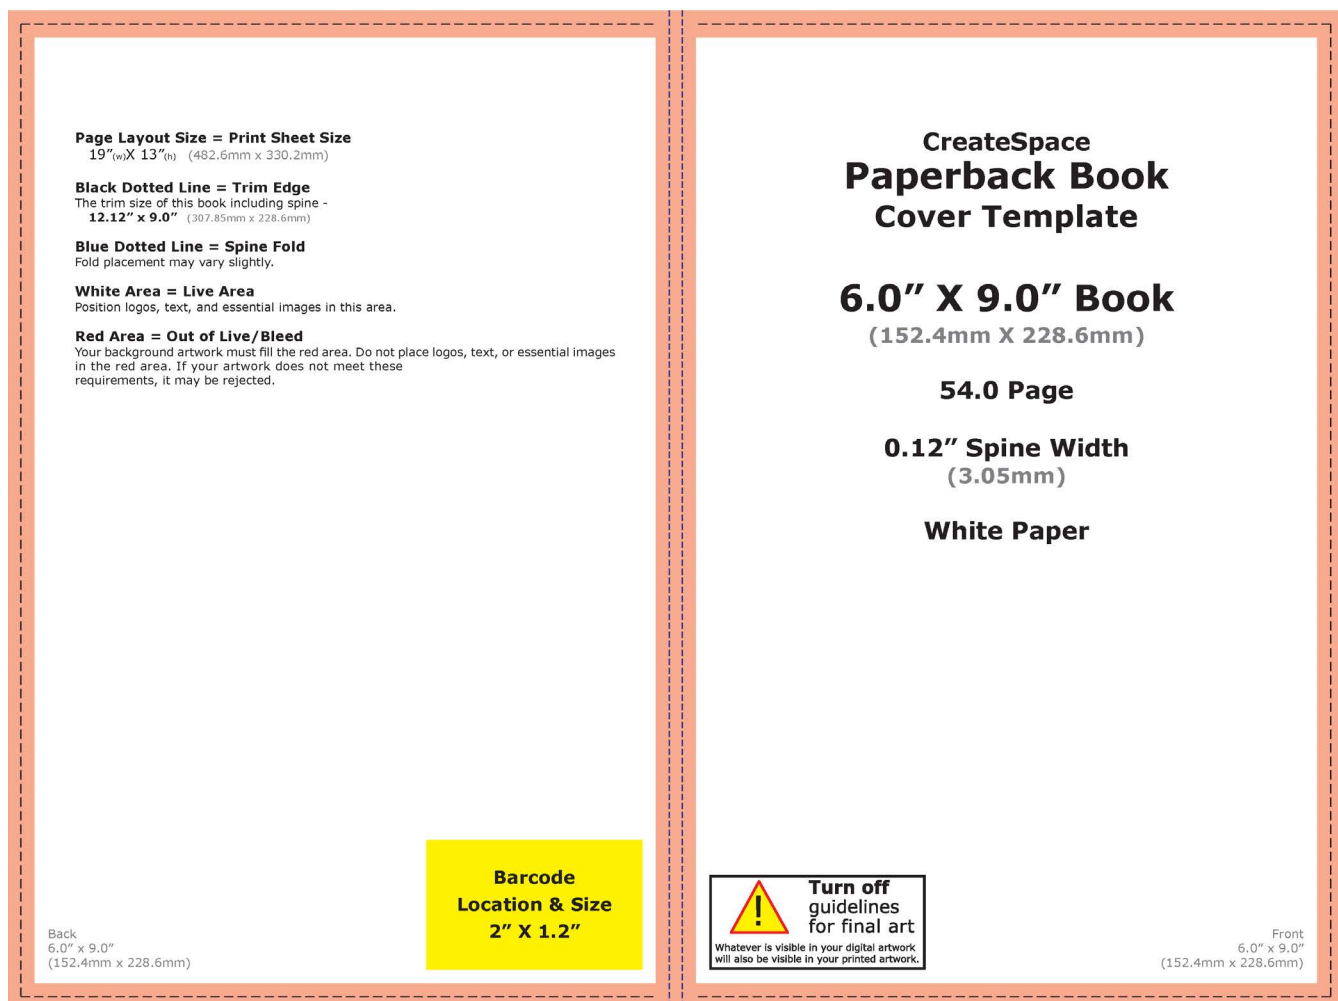 Page Layout Size = Print Sheet Size
19”(w)X 13”(h) (482.6mm x 330.2mm)
Black Dotted Line = Trim Edge
The trim size of this book including spine -
12.12” x 9.0” (307.85mm x 228.6mm)
Blue Dotted Line = Spine Fold
Fold placement may vary slightly.
White Area = Live Area
Position logos, text, and essential images in this area.
Red Area = Out of Live/Bleed
Your background artwork must fill the red area. Do not place logos, text, or essential images
in the red area. If your artwork does not meet these
requirements, it may be rejected.
Barcode
Location & Size
2” X 1.2”
Back
6.0” x 9.0”
(152.4mm x 228.6mm)
CreateSpace
Paperback Book
Cover Template
6.0” X 9.0” Book
(152.4mm X 228.6mm)
54.0 Page
0.12” Spine Width
(3.05mm)
White Paper
!
Turn off
guidelines
for final art
Whatever is visible in your digital artwork
will also be visible in your printed artwork.
Front
6.0” x 9.0”
(152.4mm x 228.6mm)